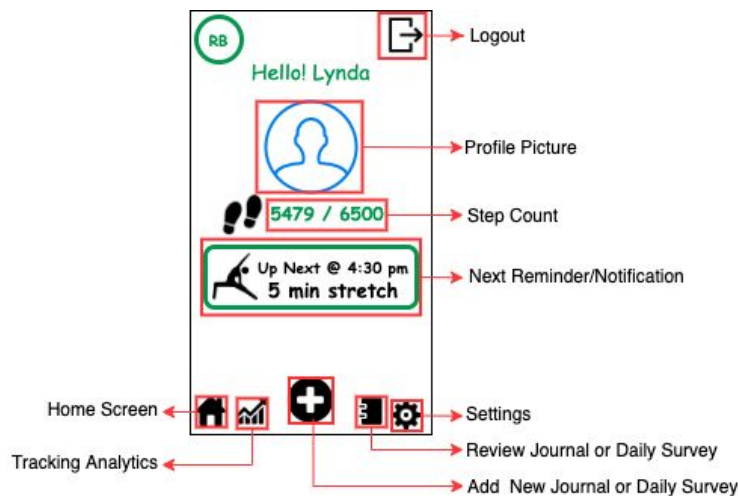 RB
Logout
Hello! Lynda
Profile Picture
5479 / 6500
Step Count
Up Next @ 4:30 pm
5 min stretch
Next Reminder/Notification
Home Screen
Settings
Review Journal or Daily Survey
Tracking Analytics
Add New Journal or Daily Survey